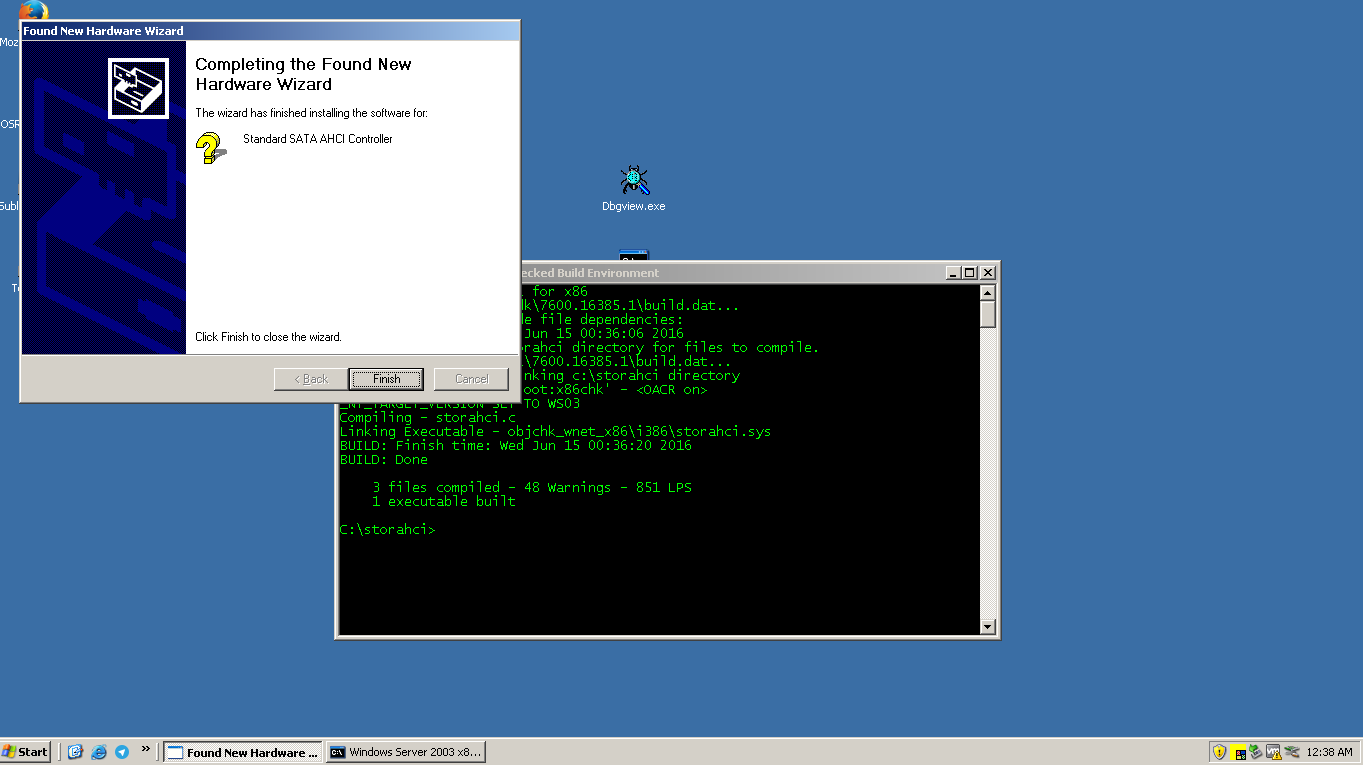 Moz
OSR
Subl
T
Found New Hardware Wizard
Completing the Found New
Hardware Wizard
The wizard has finished installing the software for:
Standard SATA AHCI Controller
Click Finish to close the wizard.
< Back
Finish
Cancel
Dbgview.exe
ecked Build Environment
l for x86
k\7600.16385.1\build.dat...
e file dependencies:
Jun 15 00:36:06 2016
orahci directory for files to compile.
\7600.16385.1\build.dat...
nking c:\storahci directory
oot:x86chk' - <OACR on>
_NT_TARGET_VERSION SET TO WS03
Compiling - storahci.c
Linking Executable - objchk_wnet_x86\i386\storahci.sys
BUILD: Finish time: Wed Jun 15 00:36:20 2016
BUILD: Done
3 files compiled - 48 Warnings - 851 LPS
1 executable built
C:\storahci>
Start
»
Found New Hardware ...
Windows Server 2003 x8...
12:38 AM